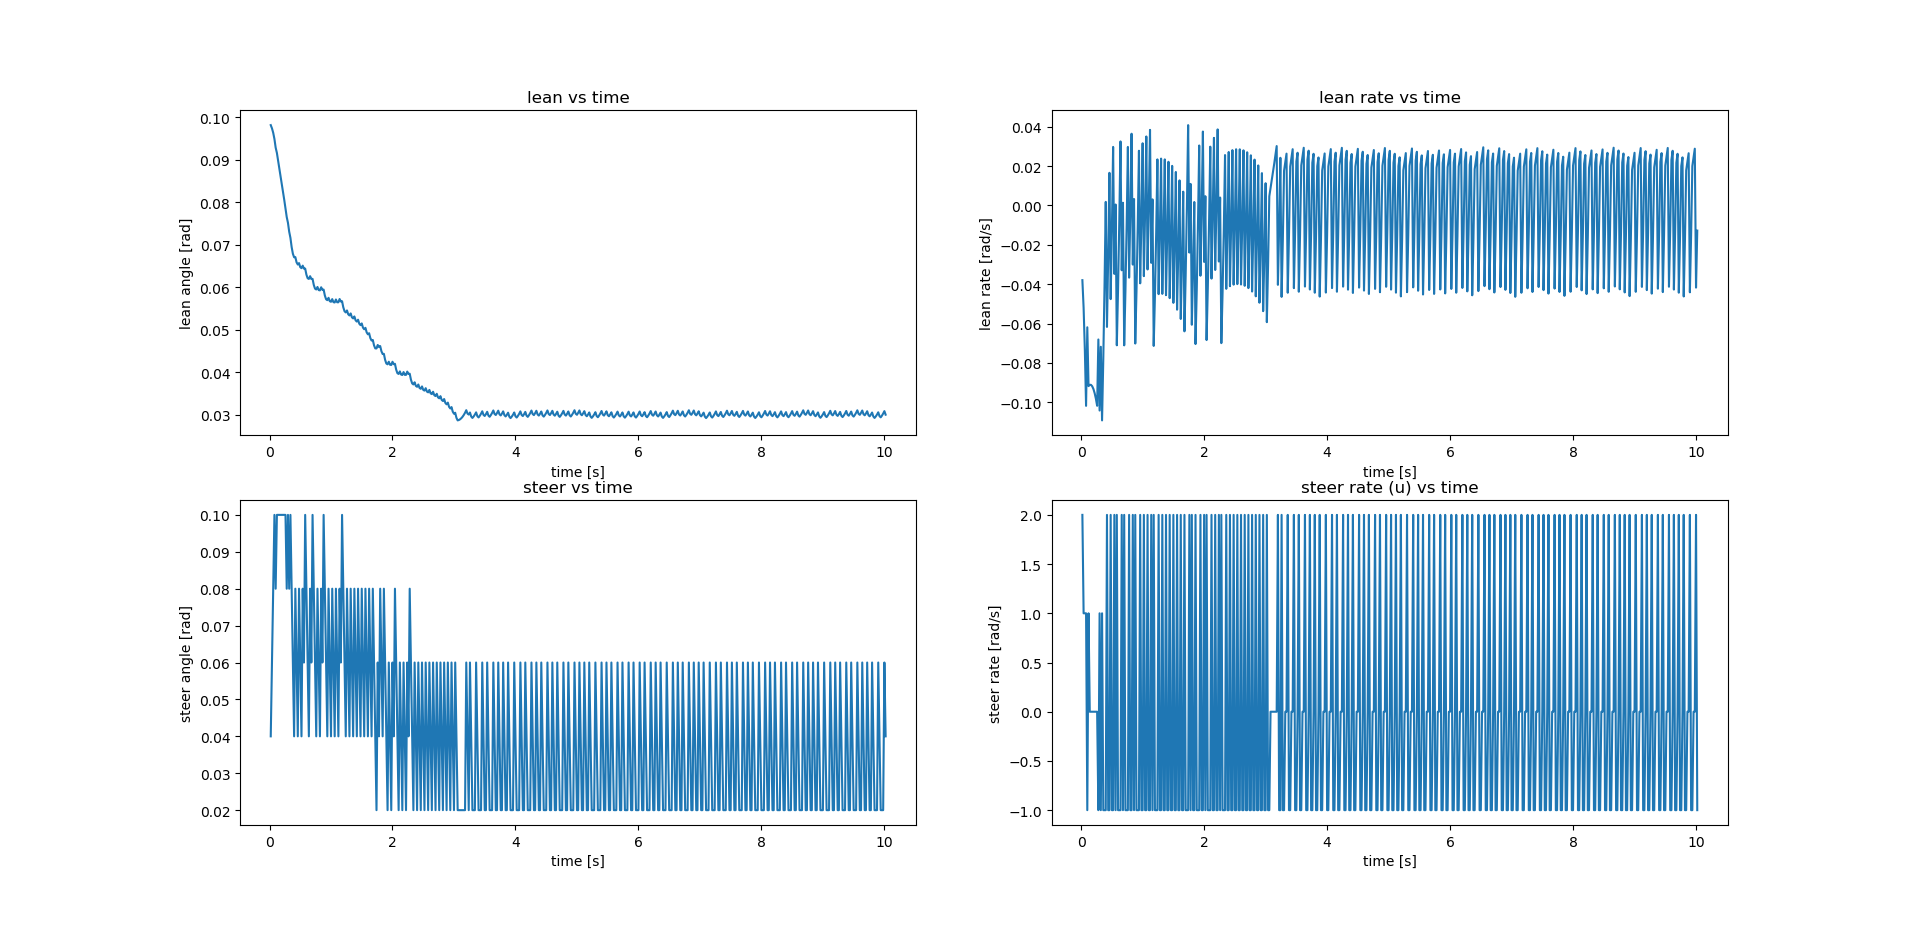 lean vs time
0.10
0.09
0.08
0.07
0.06
0.05
0.04
0.03
lean angle [rad]
0 2 4 6 8 10
time [s]
lean rate vs time
0.04
0.02
0.00
−0.02
−0.04
−0.06
−0.08
−0.10
lean rate [rad/s]
0 2 4 6 8 10
time [s]
steer vs time
0.10
0.09
0.08
0.07
0.06
0.05
0.04
0.03
0.02
steer angle [rad]
0 2 4 6 8 10
time [s]
steer rate (u) vs time
2.0
1.5
1.0
0.5
0.0
−0.5
−1.0
steer rate [rad/s]
0 2 4 6 8 10
time [s]